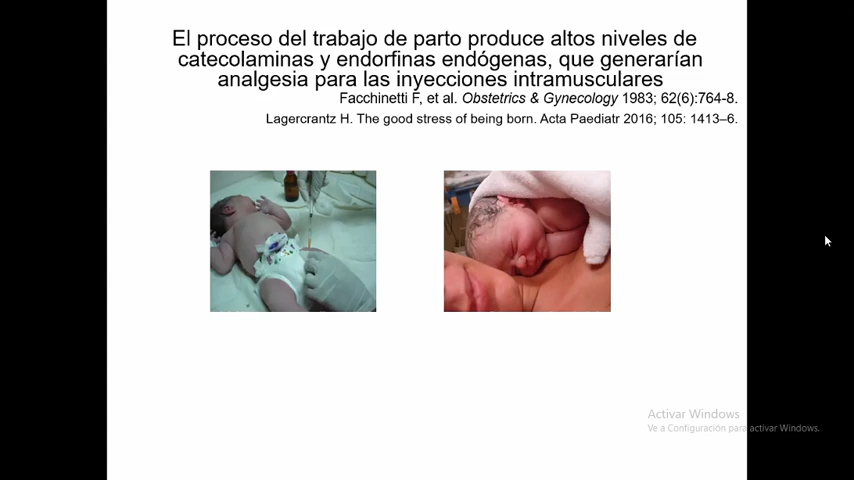 El proceso del trabajo de parto produce altos niveles de
catecolaminas y endorfinas endógenas, que generarían
analgesia para las inyecciones intramusculares
Facchinetti F, et al. Obstetrics & Gynecology 1983; 62(6):764-8.
Lagercrantz H. The good stress of being born. Acta Paediatr 2016; 105: 1413–6.
Activar Windows
Ve a Configuración para activar Windows.